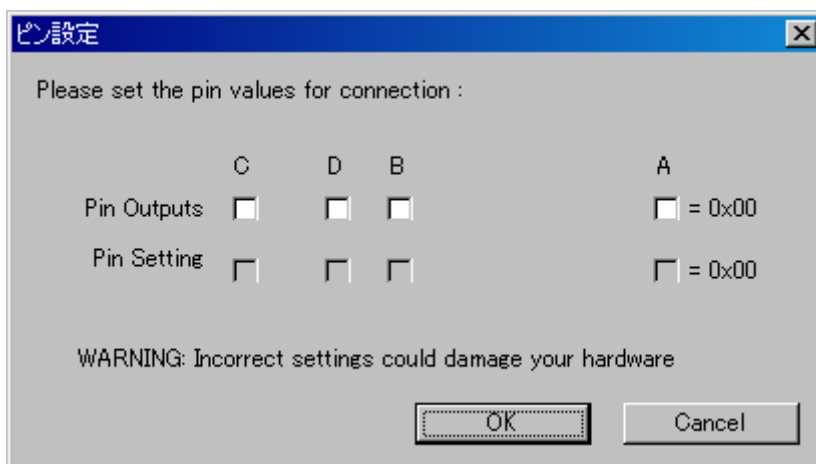 ピン設定
Please set the pin values for connection :
C D B A
Pin Outputs = 0x00
Pin Setting = 0x00
WARNING: Incorrect settings could damage your hardware
OK Cancel